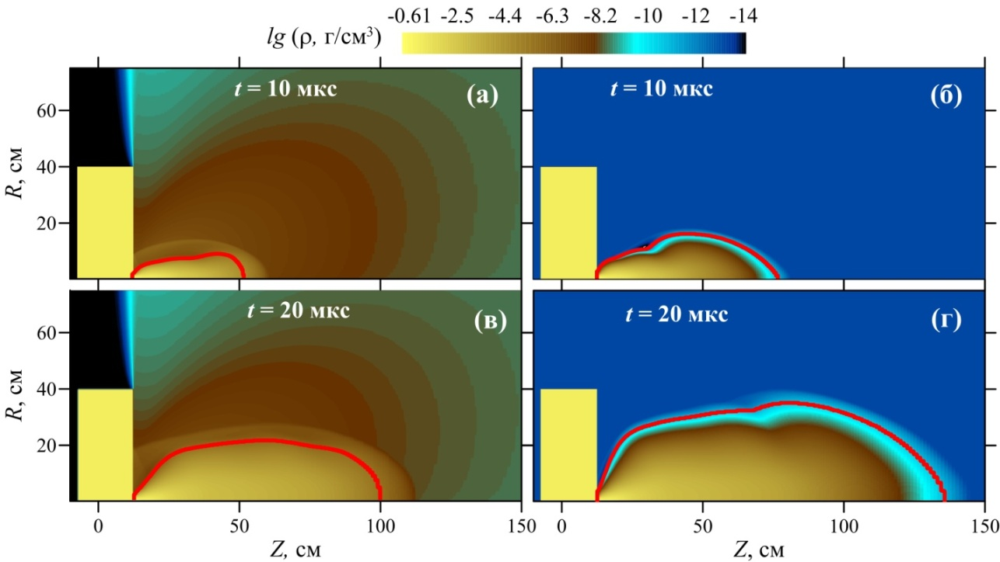 -0.61 -2.5 -4.4 -6.3 -8.2 -10 -12 -14
lg (ρ, г/см³)
t = 10 мкс (а)
t = 10 мкс (б)
60
40
20
R, см
t = 20 мкс (в)
t = 20 мкс (г)
60
40
20
R, см
0 50 100 150
0 50 100 150
Z, см
Z, см